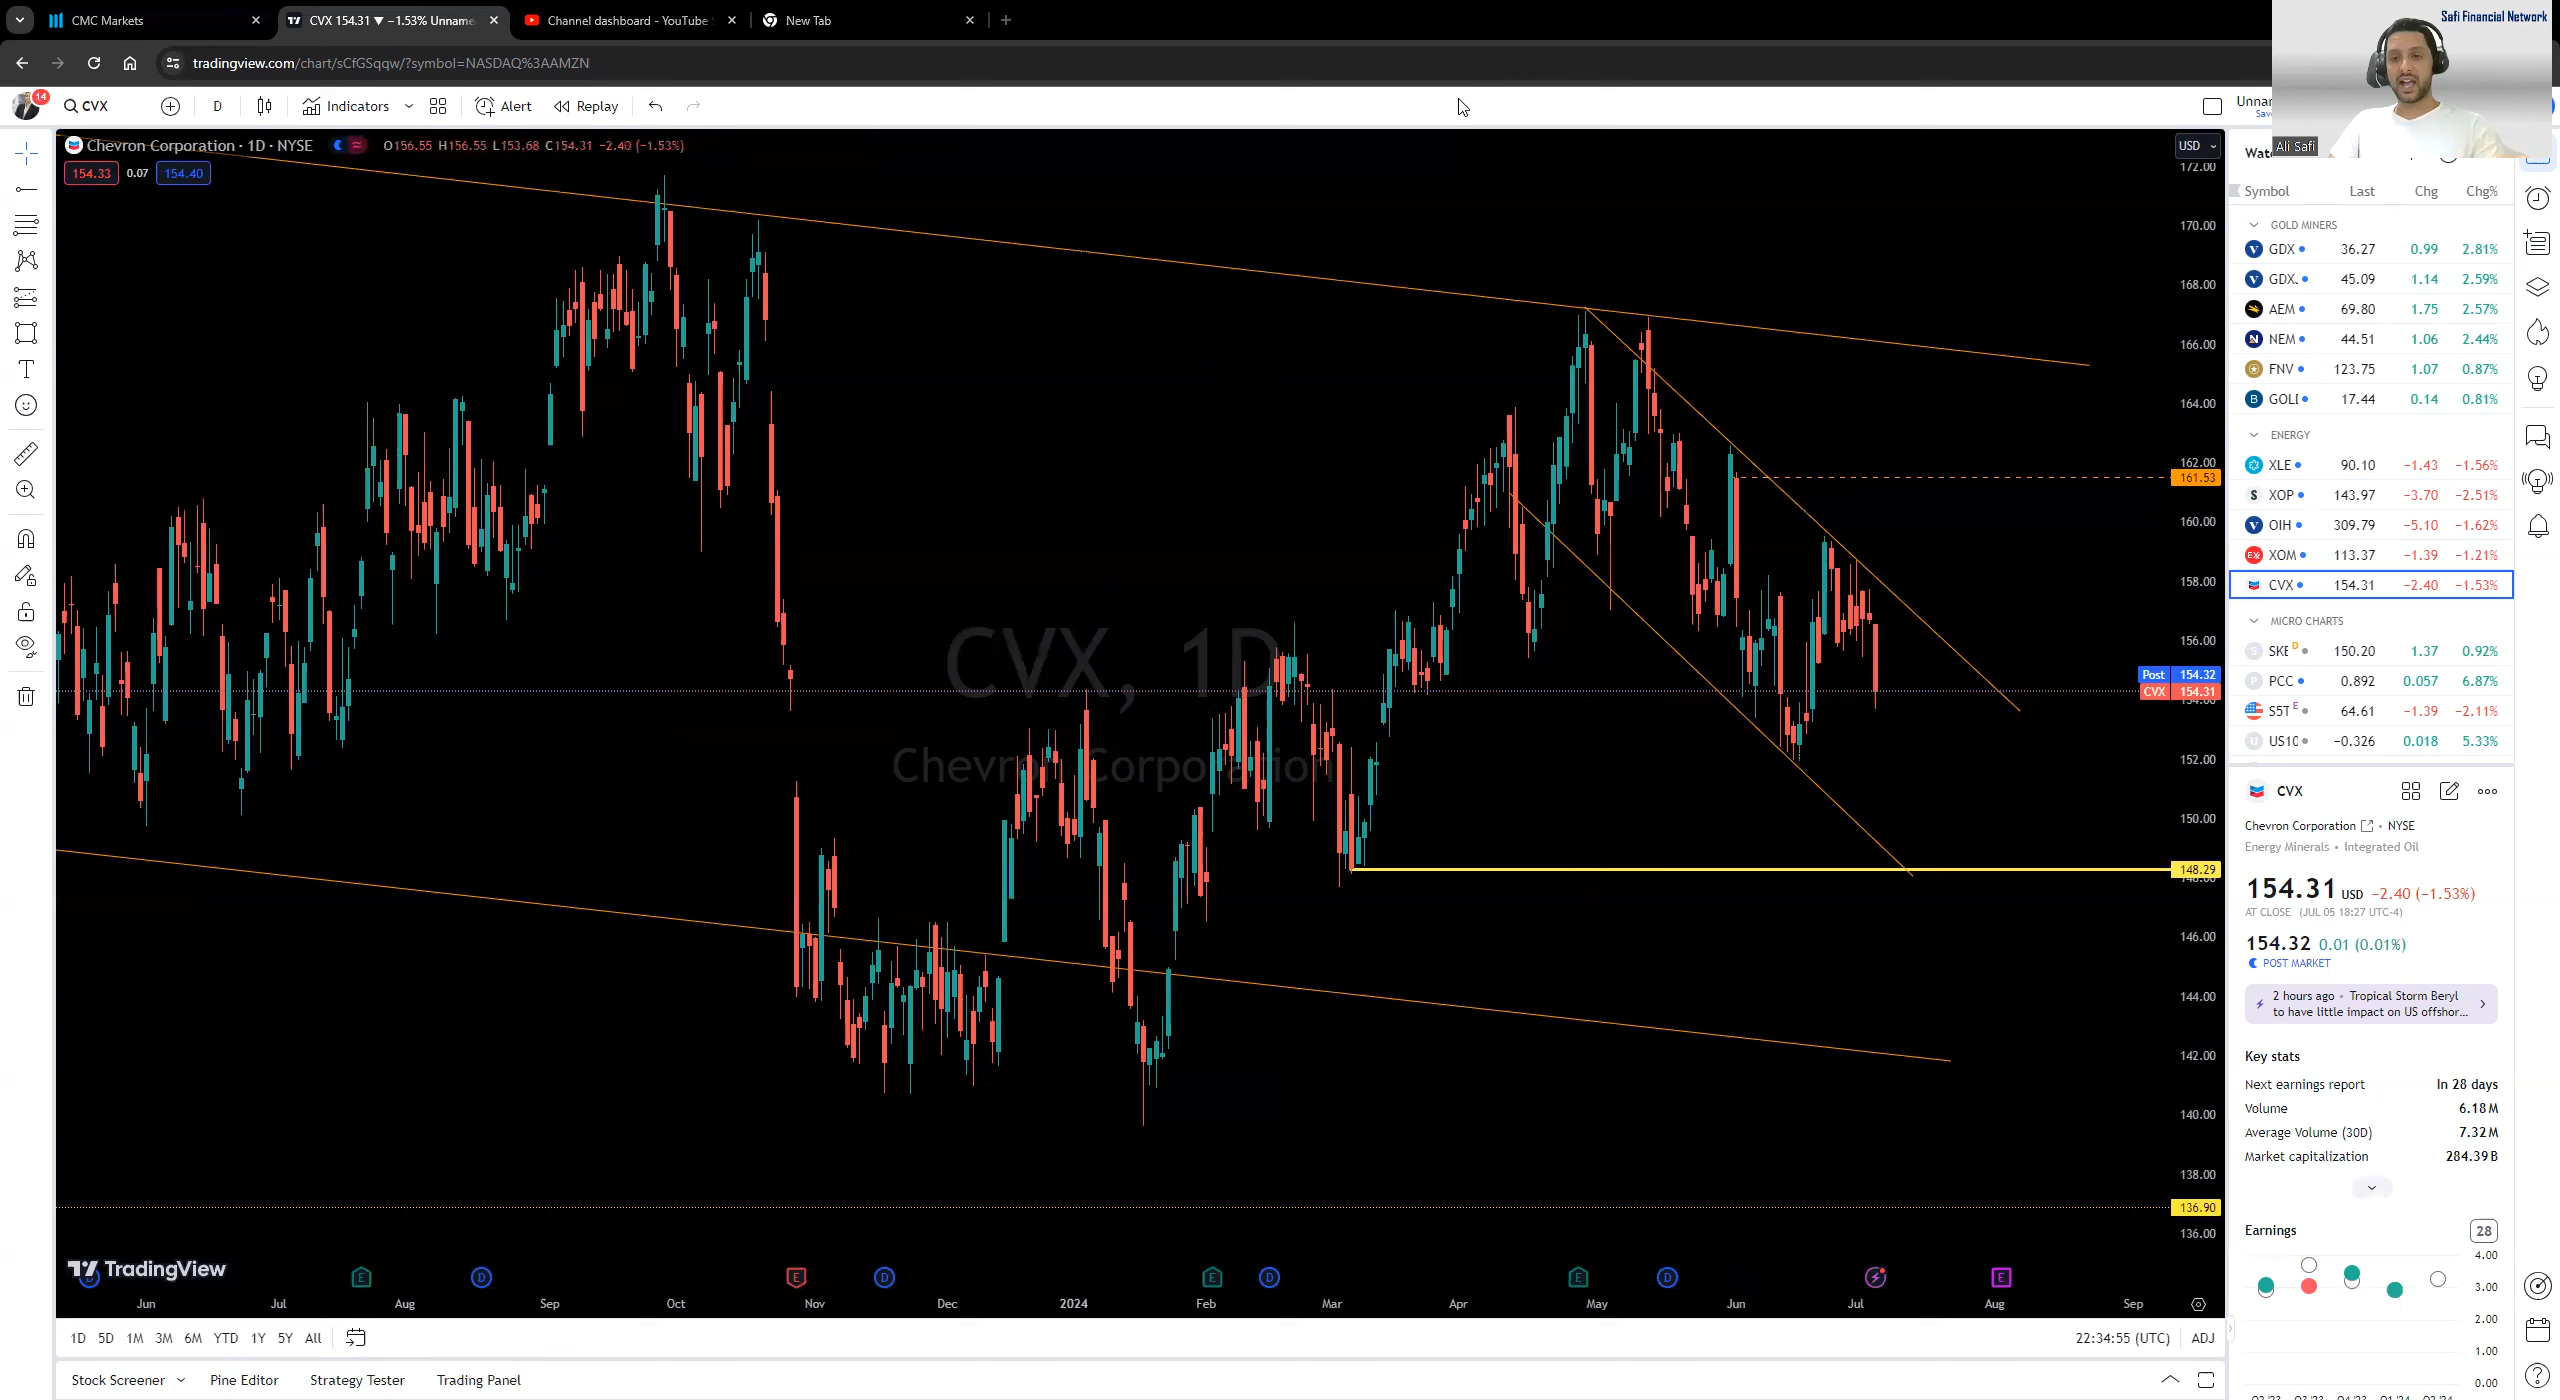 CMC Markets
CVX 154.31 ▼ −1.53% Unname
Channel dashboard - YouTube
New Tab
Safi Financial Network
tradingview.com/chart/sCfGSqqw/?symbol=NASDAQ%3AAMZN
14
CVX
D
Indicators
Alert
Replay
Unnar
Ali Safi
Chevron Corporation · 1D · NYSE
O156.55 H156.55 L153.68 C154.31 −2.40 (−1.53%)
154.33 0.07 154.40
USD
172.00
170.00
168.00
166.00
164.00
162.00
161.53
160.00
158.00
156.00
Post 154.32
CVX 154.31
152.00
150.00
148.29
146.00
144.00
142.00
140.00
138.00
136.90
136.00
CVX, 1D
Chevron Corporation
TradingView
D E D E D E D E D E
Jun Jul Aug Sep Oct Nov Dec 2024 Feb Mar Apr May Jun Jul Aug Sep
1D 5D 1M 3M 6M YTD 1Y 5Y All
22:34:55 (UTC) ADJ
Stock Screener Pine Editor Strategy Tester Trading Panel
Symbol Last Chg Chg%
GOLD MINERS
GDX 36.27 0.99 2.81%
GDX. 45.09 1.14 2.59%
AEM 69.80 1.75 2.57%
NEM 44.51 1.06 2.44%
FNV 123.75 1.07 0.87%
GOLI 17.44 0.14 0.81%
ENERGY
XLE 90.10 −1.43 −1.56%
XOP 143.97 −3.70 −2.51%
OIH 309.79 −5.10 −1.62%
XOM 113.37 −1.39 −1.21%
CVX 154.31 −2.40 −1.53%
MICRO CHARTS
SKE D 150.20 1.37 0.92%
PCC 0.892 0.057 6.87%
S5T E 64.61 −1.39 −2.11%
US1C −0.326 0.018 5.33%
CVX
Chevron Corporation • NYSE
Energy Minerals • Integrated Oil
154.31 USD −2.40 (−1.53%)
AT CLOSE (JUL 05 18:27 UTC-4)
154.32 0.01 (0.01%)
POST MARKET
2 hours ago • Tropical Storm Beryl
to have little impact on US offshor...
Key stats
Next earnings report In 28 days
Volume 6.18 M
Average Volume (30D) 7.32 M
Market capitalization 284.39 B
Earnings 28
4.00
3.00
2.00
1.00
0.00